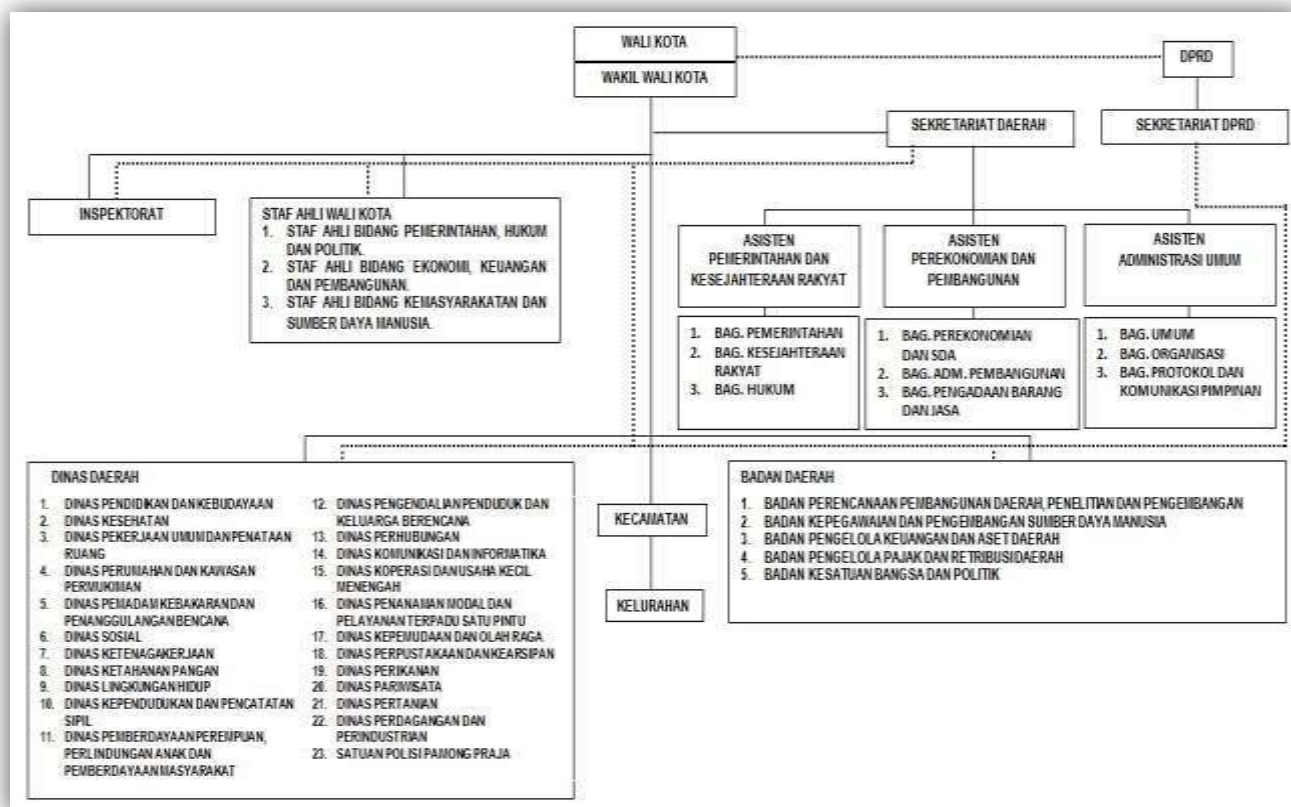 WALI KOTA
WAKIL WALI KOTA
DPRD
SEKRETARIAT DAERAH
SEKRETARIAT DPRD
INSPEKTORAT
STAF AHLI WALI KOTA
1. STAF AHLI BIDANG PEMERINTAHAN, HUKUM
DAN POLITIK.
2. STAF AHLI BIDANG EKONOMI, KEUANGAN
DAN PEMBANGUNAN.
3. STAF AHLI BIDANG KEMASYARAKATAN DAN
SUMBER DAYA MANUSIA.
ASISTEN
PEMERINTAHAN DAN
KESEJAHTERAAN RAKYAT
ASISTEN
PEREKONOMIAN DAN
PEMBANGUNAN
ASISTEN
ADMINISTRASI UMUM
1. BAG. PEMERINTAHAN
2. BAG. KESEJAHTERAAN
RAKYAT
3. BAG. HUKUM
1. BAG. PEREKONOMIAN
DAN SDA
2. BAG. ADM. PEMBANGUNAN
3. BAG. PENGADAAN BARANG
DAN JASA
1. BAG. UMUM
2. BAG. ORGANISASI
3. BAG. PROTOKOL DAN
KOMUNIKASI PIMPINAN
DINAS DAERAH
1. DINAS PENDIDIKAN DAN KEBUDAYAAN
2. DINAS KESEHATAN
3. DINAS PEKERJAAN UMUM DAN PENATAAN
RUANG
4. DINAS PERUMAHAN DAN KAWASAN
PERMUKIMAN
5. DINAS PEMADAM KEBAKARAN DAN
PENANGGULANGAN BENCANA
6. DINAS SOSIAL
7. DINAS KETENAGAKERJAAN
8. DINAS KETAHANAN PANGAN
9. DINAS LINGKUNGAN HIDUP
10. DINAS KEPENDUDUKAN DAN PENCATATAN
SIPIL
11. DINAS PEMBERDAYAAN PEREMPUAN,
PERLINDUNGAN ANAK DAN
PEMBERDAYAAN MASYARAKAT
12. DINAS PENGENDALIAN PENDUDUK DAN
KELUARGA BERENCANA
13. DINAS PERHUBUNGAN
14. DINAS KOMUNIKASI DAN INFORMATIKA
15. DINAS KOPERASI DAN USAHA KECIL
MENENGAH
16. DINAS PENANAMAN MODAL DAN
PELAYANAN TERPADU SATU PINTU
17. DINAS KEPEMUDAAN DAN OLAH RAGA
18. DINAS PERPUSTAKAAN DAN KEARSIPAN
19. DINAS PERIKANAN
20. DINAS PARIWISATA
21. DINAS PERTANIAN
22. DINAS PERDAGANGAN DAN
PERINDUSTRIAN
23. SATUAN POLISI PAMONG PRAJA
KECAMATAN
KELURAHAN
BADAN DAERAH
1. BADAN PERENCANAAN PEMBANGUNAN DAERAH, PENELITIAN DAN PENGEMBANGAN
2. BADAN KEPEGAWAIAN DAN PENGEMBANGAN SUMBER DAYA MANUSIA
3. BADAN PENGELOLA KEUANGAN DAN ASET DAERAH
4. BADAN PENGELOLA PAJAK DAN RETRIBUSI DAERAH
5. BADAN KESATUAN BANGSA DAN POLITIK